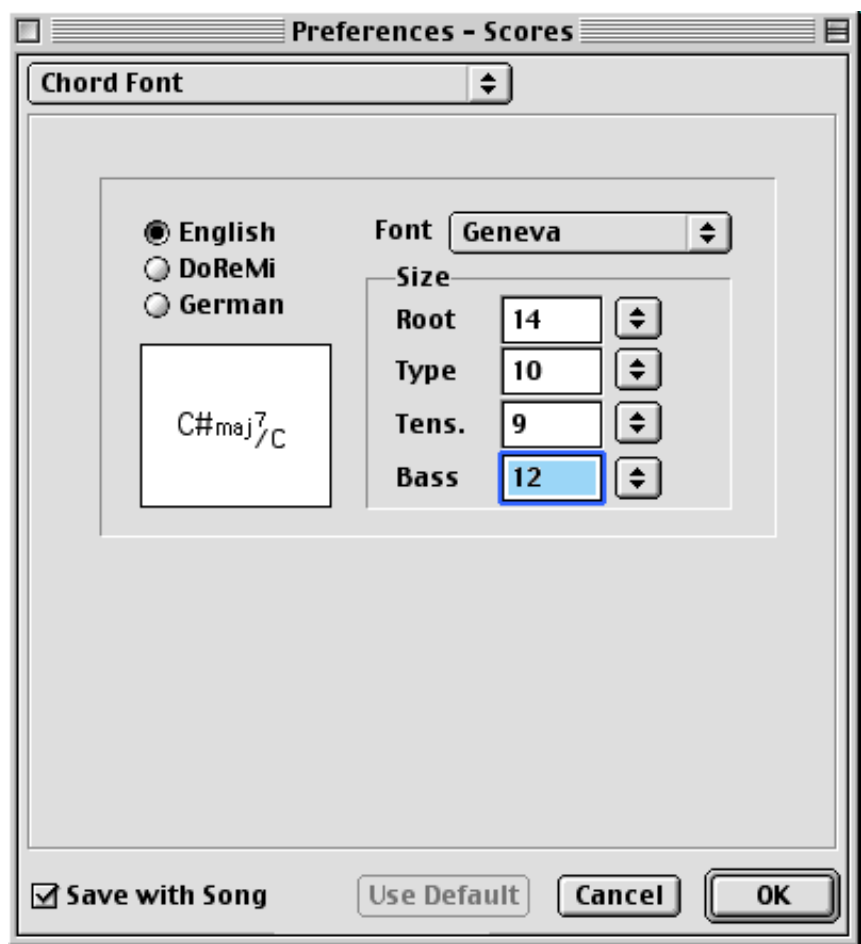 Preferences - Scores
Chord Font
English
DoReMi
German
Font Geneva
Size
Root 14
Type 10
Tens. 9
Bass 12
C#maj7/C
Save with Song Use Default Cancel OK